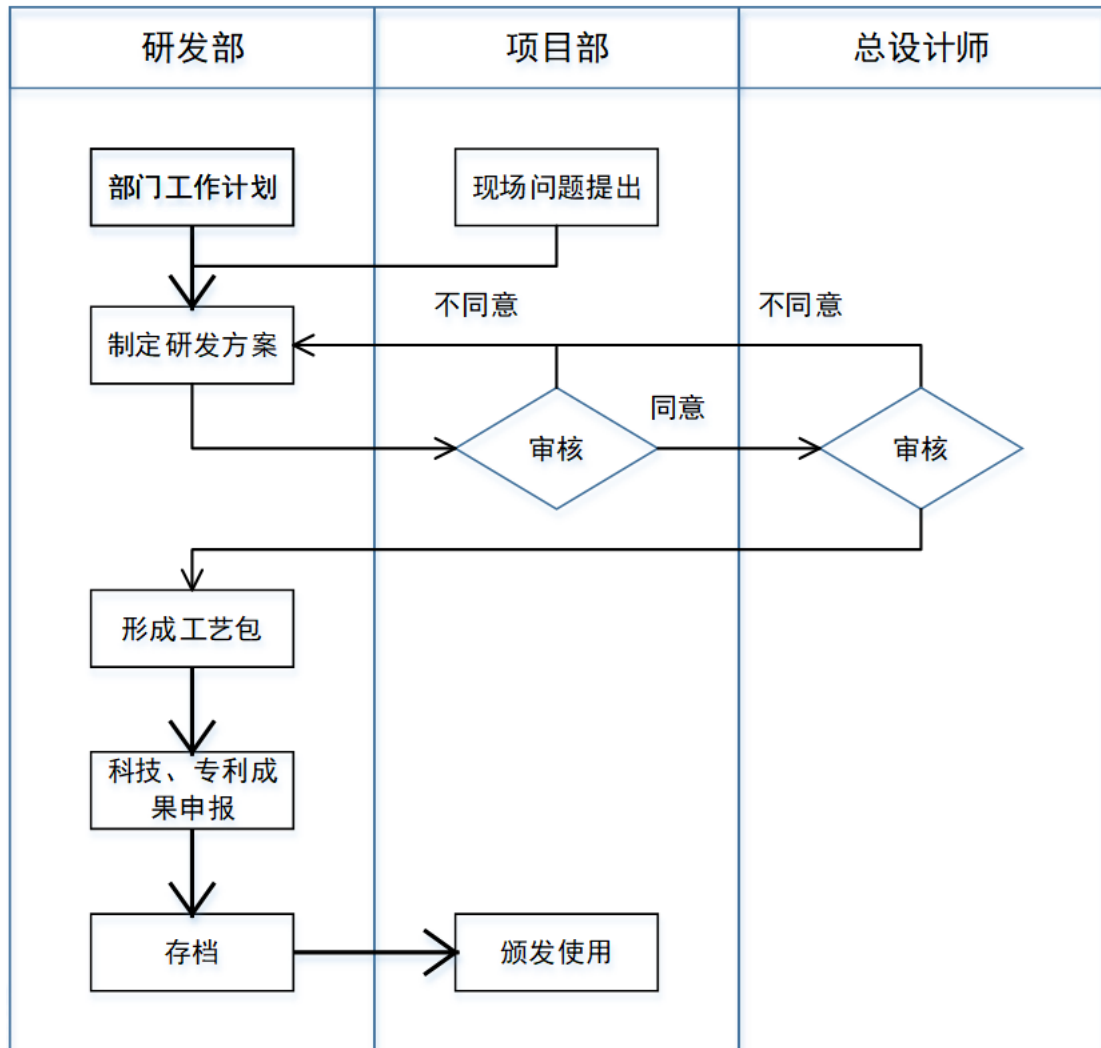 研发部
项目部
总设计师
部门工作计划
现场问题提出
不同意
不同意
制定研发方案
同意
审核
审核
形成工艺包
科技、专利成
果申报
存档
颁发使用